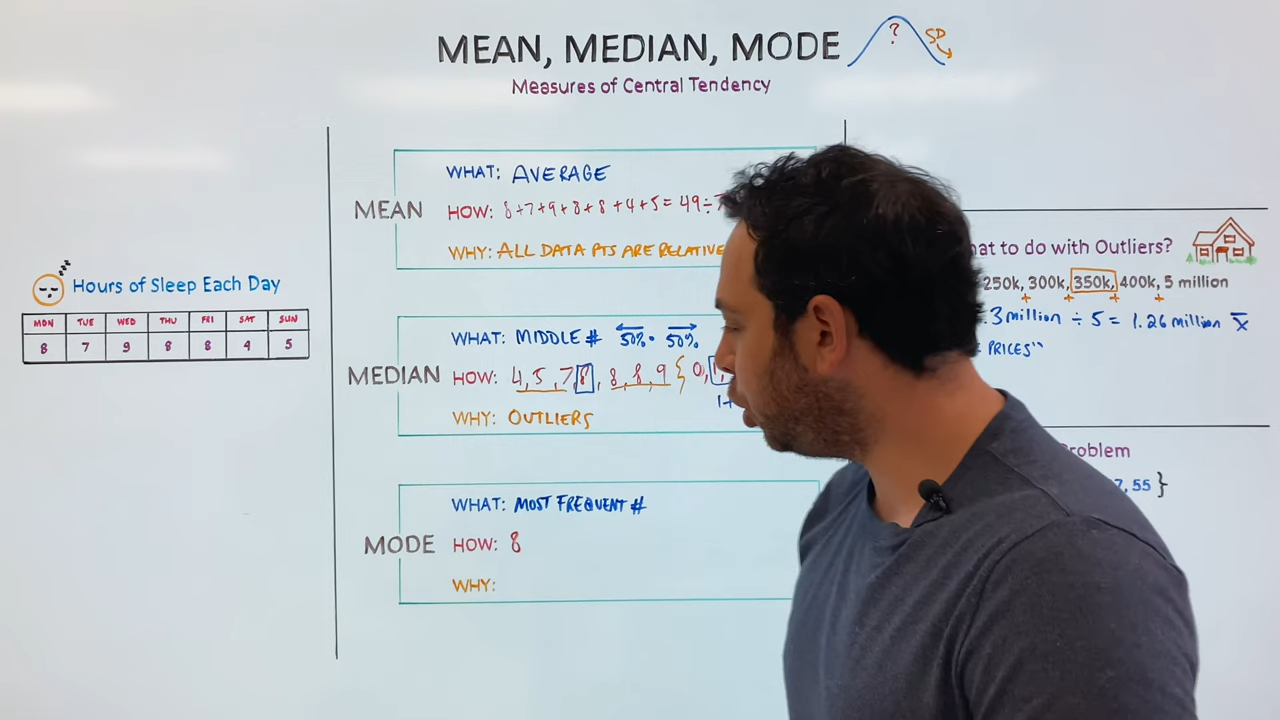 MEAN, MEDIAN, MODE
?
SD
Measures of Central Tendency
Hours of Sleep Each Day
MON TUE WED THU FRI SAT SUN
8 7 9 8 8 4 5
MEAN
WHAT: AVERAGE
HOW: 8+7+9+8+8+4+5=49÷
WHY: ALL DATA PTS ARE RELATIVE
MEDIAN
WHAT: MIDDLE # 50% 50%
HOW: 4,5,7,8, 8,8,9 { 0,
1+
WHY: OUTLIERS
MODE
WHAT: MOST FREQUENT #
HOW: 8
WHY:
to do with Outliers?
250k, 300k, 350k, 400k, 5 million
+ + + +
.3 million ÷ 5 = 1.26 million x̄
PRICES"
, 55 }